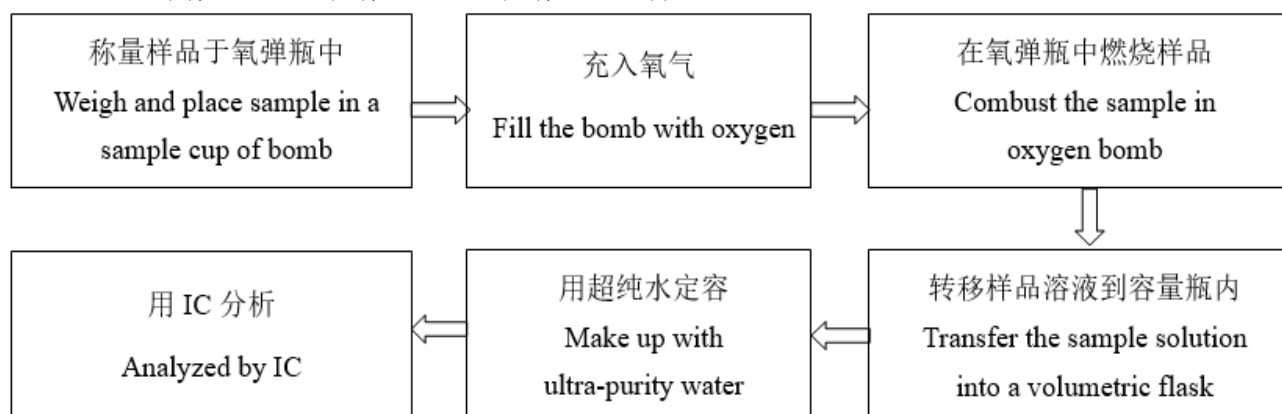 称量样品于氧弹瓶中
Weigh and place sample in a
sample cup of bomb
充入氧气
Fill the bomb with oxygen
在氧弹瓶中燃烧样品
Combust the sample in
oxygen bomb
转移样品溶液到容量瓶内
Transfer the sample solution
into a volumetric flask
用超纯水定容
Make up with
ultra-purity water
用 IC 分析
Analyzed by IC